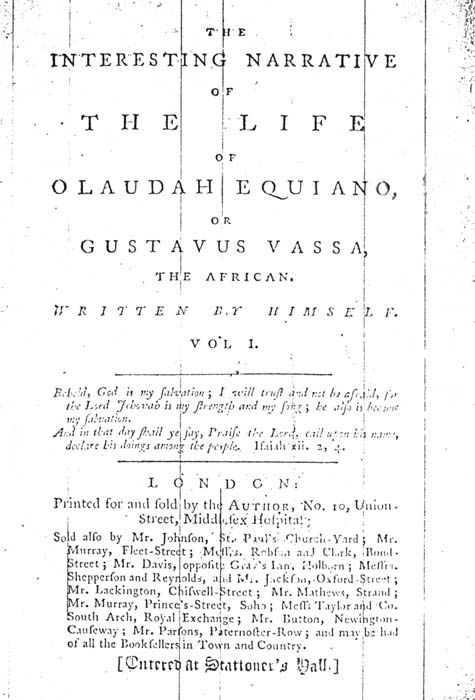 THE
INTERESTING NARRATIVE
OF
THE LIFE
OF
OLAUDAH EQUIANO,
OR
GUSTAVUS VASSA,
THE AFRICAN.
WRITTEN BY HIMSELF.
VOL I.
Behold, God is my ſalvation; I will truſt and not be afraid, for
the Lord Jehovah is my ſtrength and my ſong; he alſo is become
my ſalvation.
And in that day ſhall ye ſay, Praiſe the Lord, call upon his name,
declare his doings among the people. Iſaiah xii. 2, 4.
LONDON:
Printed for and ſold by the AUTHOR, No. 10, Union-
Street, Middleſex Hoſpital;
Sold alſo by Mr. Johnſon, St. Paul's Church-Yard; Mr.
Murray, Fleet-Street; Meſſrs. Robſon and Clark, Bond-
Street; Mr. Davis, oppoſite Gray's Inn, Holborn; Meſſrs.
Shepperſon and Reynolds, and Mr. Jackſon, Oxford-Street;
Mr. Lackington, Chiſwell-Street; Mr. Mathews, Strand;
Mr. Murray, Prince's-Street, Soho; Meſſ. Taylor and Co.
South Arch, Royal Exchange; Mr. Button, Newington-
Cauſeway; Mr. Parſons, Paternoſter-Row; and may be had
of all the Bookſellers in Town and Country.
[Entered at Stationer's Hall.]